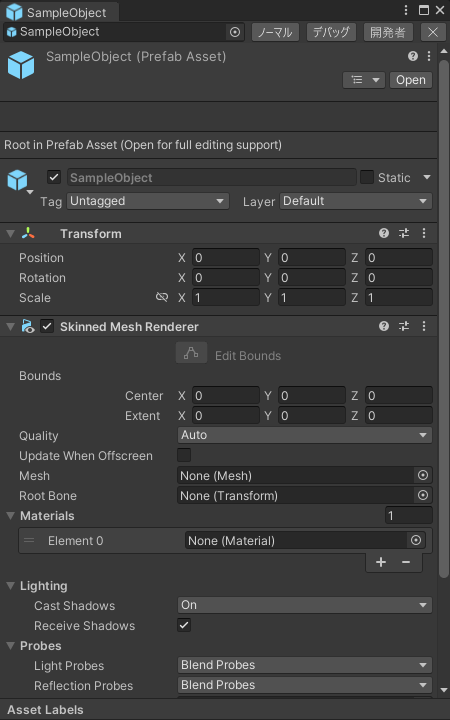 SampleObject
SampleObject ノーマル デバッグ 開発者
SampleObject (Prefab Asset)
Open
Root in Prefab Asset (Open for full editing support)
SampleObject Static
Tag Untagged Layer Default
Transform
Position X 0 Y 0 Z 0
Rotation X 0 Y 0 Z 0
Scale X 1 Y 1 Z 1
Skinned Mesh Renderer
Edit Bounds
Bounds
Center X 0 Y 0 Z 0
Extent X 0 Y 0 Z 0
Quality Auto
Update When Offscreen
Mesh None (Mesh)
Root Bone None (Transform)
Materials 1
Element 0 None (Material)
Lighting
Cast Shadows On
Receive Shadows
Probes
Light Probes Blend Probes
Reflection Probes Blend Probes
Asset Labels